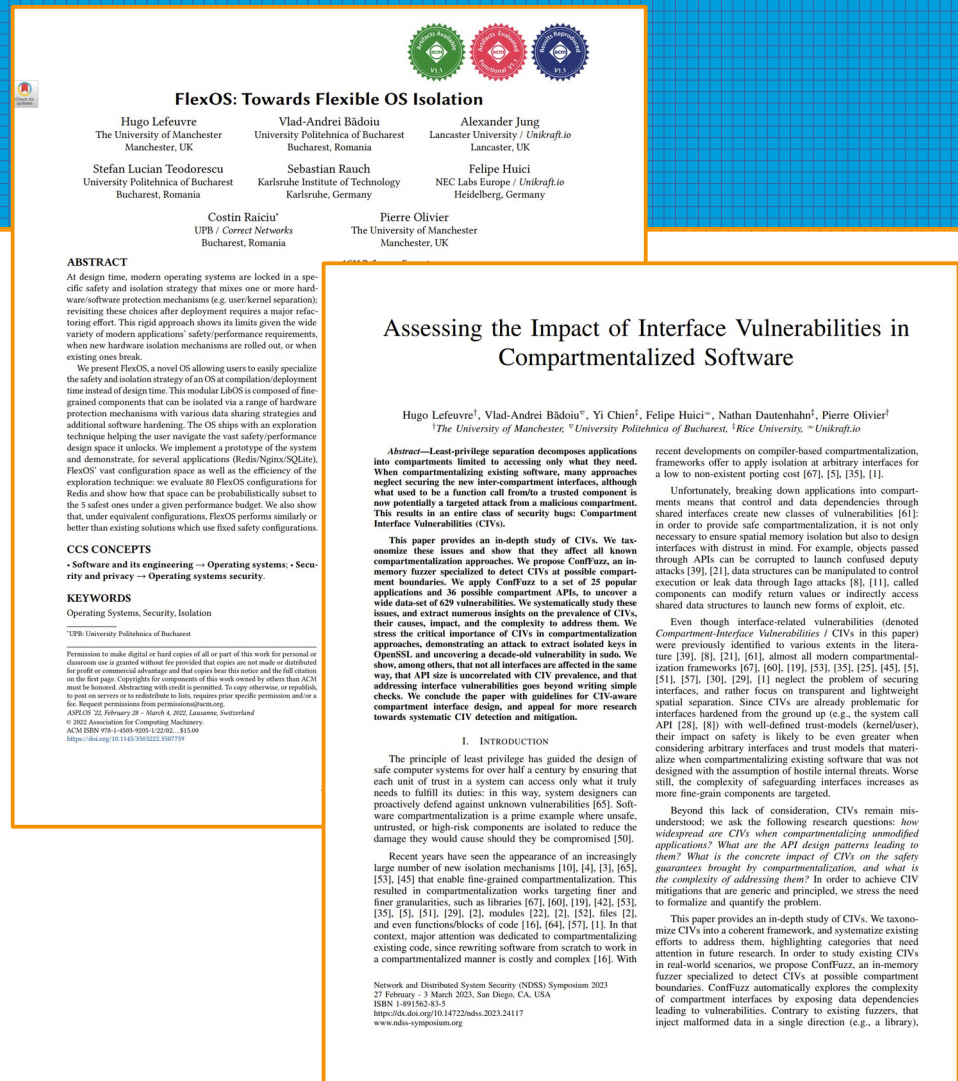 Artifacts Available
acm
V1.1
Artifacts Evaluated
acm
Functional V1.1
Results Reproduced
acm
V1.1
Check for
updates
FlexOS: Towards Flexible OS Isolation
Hugo Lefeuvre
The University of Manchester
Manchester, UK
Vlad-Andrei Bădoiu
University Politehnica of Bucharest
Bucharest, Romania
Alexander Jung
Lancaster University / Unikraft.io
Lancaster, UK
Stefan Lucian Teodorescu
University Politehnica of Bucharest
Bucharest, Romania
Sebastian Rauch
Karlsruhe Institute of Technology
Karlsruhe, Germany
Felipe Huici
NEC Labs Europe / Unikraft.io
Heidelberg, Germany
Costin Raiciu*
UPB / Correct Networks
Bucharest, Romania
Pierre Olivier
The University of Manchester
Manchester, UK
ABSTRACT
At design time, modern operating systems are locked in a spe-
cific safety and isolation strategy that mixes one or more hard-
ware/software protection mechanisms (e.g. user/kernel separation);
revisiting these choices after deployment requires a major refac-
toring effort. This rigid approach shows its limits given the wide
variety of modern applications' safety/performance requirements,
when new hardware isolation mechanisms are rolled out, or when
existing ones break.
We present FlexOS, a novel OS allowing users to easily specialize
the safety and isolation strategy of an OS at compilation/deployment
time instead of design time. This modular LibOS is composed of fine-
grained components that can be isolated via a range of hardware
protection mechanisms with various data sharing strategies and
additional software hardening. The OS ships with an exploration
technique helping the user navigate the vast safety/performance
design space it unlocks. We implement a prototype of the system
and demonstrate, for several applications (Redis/Nginx/SQLite),
FlexOS' vast configuration space as well as the efficiency of the
exploration technique: we evaluate 80 FlexOS configurations for
Redis and show how that space can be probabilistically subset to
the 5 safest ones under a given performance budget. We also show
that, under equivalent configurations, FlexOS performs similarly or
better than existing solutions which use fixed safety configurations.
CCS CONCEPTS
• Software and its engineering → Operating systems; • Secu-
rity and privacy → Operating systems security.
KEYWORDS
Operating Systems, Security, Isolation
*UPB: University Politehnica of Bucharest
Permission to make digital or hard copies of all or part of this work for personal or
classroom use is granted without fee provided that copies are not made or distributed
for profit or commercial advantage and that copies bear this notice and the full citation
on the first page. Copyrights for components of this work owned by others than ACM
must be honored. Abstracting with credit is permitted. To copy otherwise, or republish,
to post on servers or to redistribute to lists, requires prior specific permission and/or a
fee. Request permissions from permissions@acm.org.
ASPLOS '22, February 28 – March 4, 2022, Lausanne, Switzerland
© 2022 Association for Computing Machinery.
ACM ISBN 978-1-4503-9205-1/22/02...$15.00
https://doi.org/10.1145/3503222.3507759
Assessing the Impact of Interface Vulnerabilities in
Compartmentalized Software
Hugo Lefeuvre†, Vlad-Andrei Bădoiu▽, Yi Chien‡, Felipe Huici∞, Nathan Dautenhahn‡, Pierre Olivier†
†The University of Manchester, ▽University Politehnica of Bucharest, ‡Rice University, ∞Unikraft.io
Abstract—Least-privilege separation decomposes applications
into compartments limited to accessing only what they need.
When compartmentalizing existing software, many approaches
neglect securing the new inter-compartment interfaces, although
what used to be a function call from/to a trusted component is
now potentially a targeted attack from a malicious compartment.
This results in an entire class of security bugs: Compartment
Interface Vulnerabilities (CIVs).
This paper provides an in-depth study of CIVs. We tax-
onomize these issues and show that they affect all known
compartmentalization approaches. We propose ConfFuzz, an in-
memory fuzzer specialized to detect CIVs at possible compart-
ment boundaries. We apply ConfFuzz to a set of 25 popular
applications and 36 possible compartment APIs, to uncover a
wide data-set of 629 vulnerabilities. We systematically study these
issues, and extract numerous insights on the prevalence of CIVs,
their causes, impact, and the complexity to address them. We
stress the critical importance of CIVs in compartmentalization
approaches, demonstrating an attack to extract isolated keys in
OpenSSL and uncovering a decade-old vulnerability in sudo. We
show, among others, that not all interfaces are affected in the same
way, that API size is uncorrelated with CIV prevalence, and that
addressing interface vulnerabilities goes beyond writing simple
checks. We conclude the paper with guidelines for CIV-aware
compartment interface design, and appeal for more research
towards systematic CIV detection and mitigation.
I. INTRODUCTION
The principle of least privilege has guided the design of
safe computer systems for over half a century by ensuring that
each unit of trust in a system can access only what it truly
needs to fulfill its duties: in this way, system designers can
proactively defend against unknown vulnerabilities [65]. Soft-
ware compartmentalization is a prime example where unsafe,
untrusted, or high-risk components are isolated to reduce the
damage they would cause should they be compromised [50].
Recent years have seen the appearance of an increasingly
large number of new isolation mechanisms [10], [4], [3], [65],
[53], [45] that enable fine-grained compartmentalization. This
resulted in compartmentalization works targeting finer and
finer granularities, such as libraries [67], [60], [19], [42], [53],
[35], [5], [51], [29], [2], modules [22], [2], [52], files [2],
and even functions/blocks of code [16], [64], [57], [1]. In that
context, major attention was dedicated to compartmentalizing
existing code, since rewriting software from scratch to work in
a compartmentalized manner is costly and complex [16]. With
Network and Distributed System Security (NDSS) Symposium 2023
27 February - 3 March 2023, San Diego, CA, USA
ISBN 1-891562-83-5
https://dx.doi.org/10.14722/ndss.2023.24117
www.ndss-symposium.org
recent developments on compiler-based compartmentalization,
frameworks offer to apply isolation at arbitrary interfaces for
a low to non-existent porting cost [67], [5], [35], [1].
Unfortunately, breaking down applications into compart-
ments means that control and data dependencies through
shared interfaces create new classes of vulnerabilities [61]:
in order to provide safe compartmentalization, it is not only
necessary to ensure spatial memory isolation but also to design
interfaces with distrust in mind. For example, objects passed
through APIs can be corrupted to launch confused deputy
attacks [39], [21], data structures can be manipulated to control
execution or leak data through Iago attacks [8], [11], called
components can modify return values or indirectly access
shared data structures to launch new forms of exploit, etc.
Even though interface-related vulnerabilities (denoted
Compartment-Interface Vulnerabilities / CIVs in this paper)
were previously identified to various extents in the litera-
ture [39], [8], [21], [61], almost all modern compartmental-
ization frameworks [67], [60], [19], [53], [35], [25], [45], [5],
[51], [57], [30], [29], [1] neglect the problem of securing
interfaces, and rather focus on transparent and lightweight
spatial separation. Since CIVs are already problematic for
interfaces hardened from the ground up (e.g., the system call
API [28], [8]) with well-defined trust-models (kernel/user),
their impact on safety is likely to be even greater when
considering arbitrary interfaces and trust models that materi-
alize when compartmentalizing existing software that was not
designed with the assumption of hostile internal threats. Worse
still, the complexity of safeguarding interfaces increases as
more fine-grain components are targeted.
Beyond this lack of consideration, CIVs remain mis-
understood; we ask the following research questions: how
widespread are CIVs when compartmentalizing unmodified
applications? What are the API design patterns leading to
them? What is the concrete impact of CIVs on the safety
guarantees brought by compartmentalization, and what is
the complexity of addressing them? In order to achieve CIV
mitigations that are generic and principled, we stress the need
to formalize and quantify the problem.
This paper provides an in-depth study of CIVs. We taxono-
mize CIVs into a coherent framework, and systematize existing
efforts to address them, highlighting categories that need
attention in future research. In order to study existing CIVs
in real-world scenarios, we propose ConfFuzz, an in-memory
fuzzer specialized to detect CIVs at possible compartment
boundaries. ConfFuzz automatically explores the complexity
of compartment interfaces by exposing data dependencies
leading to vulnerabilities. Contrary to existing fuzzers, that
inject malformed data in a single direction (e.g., a library),